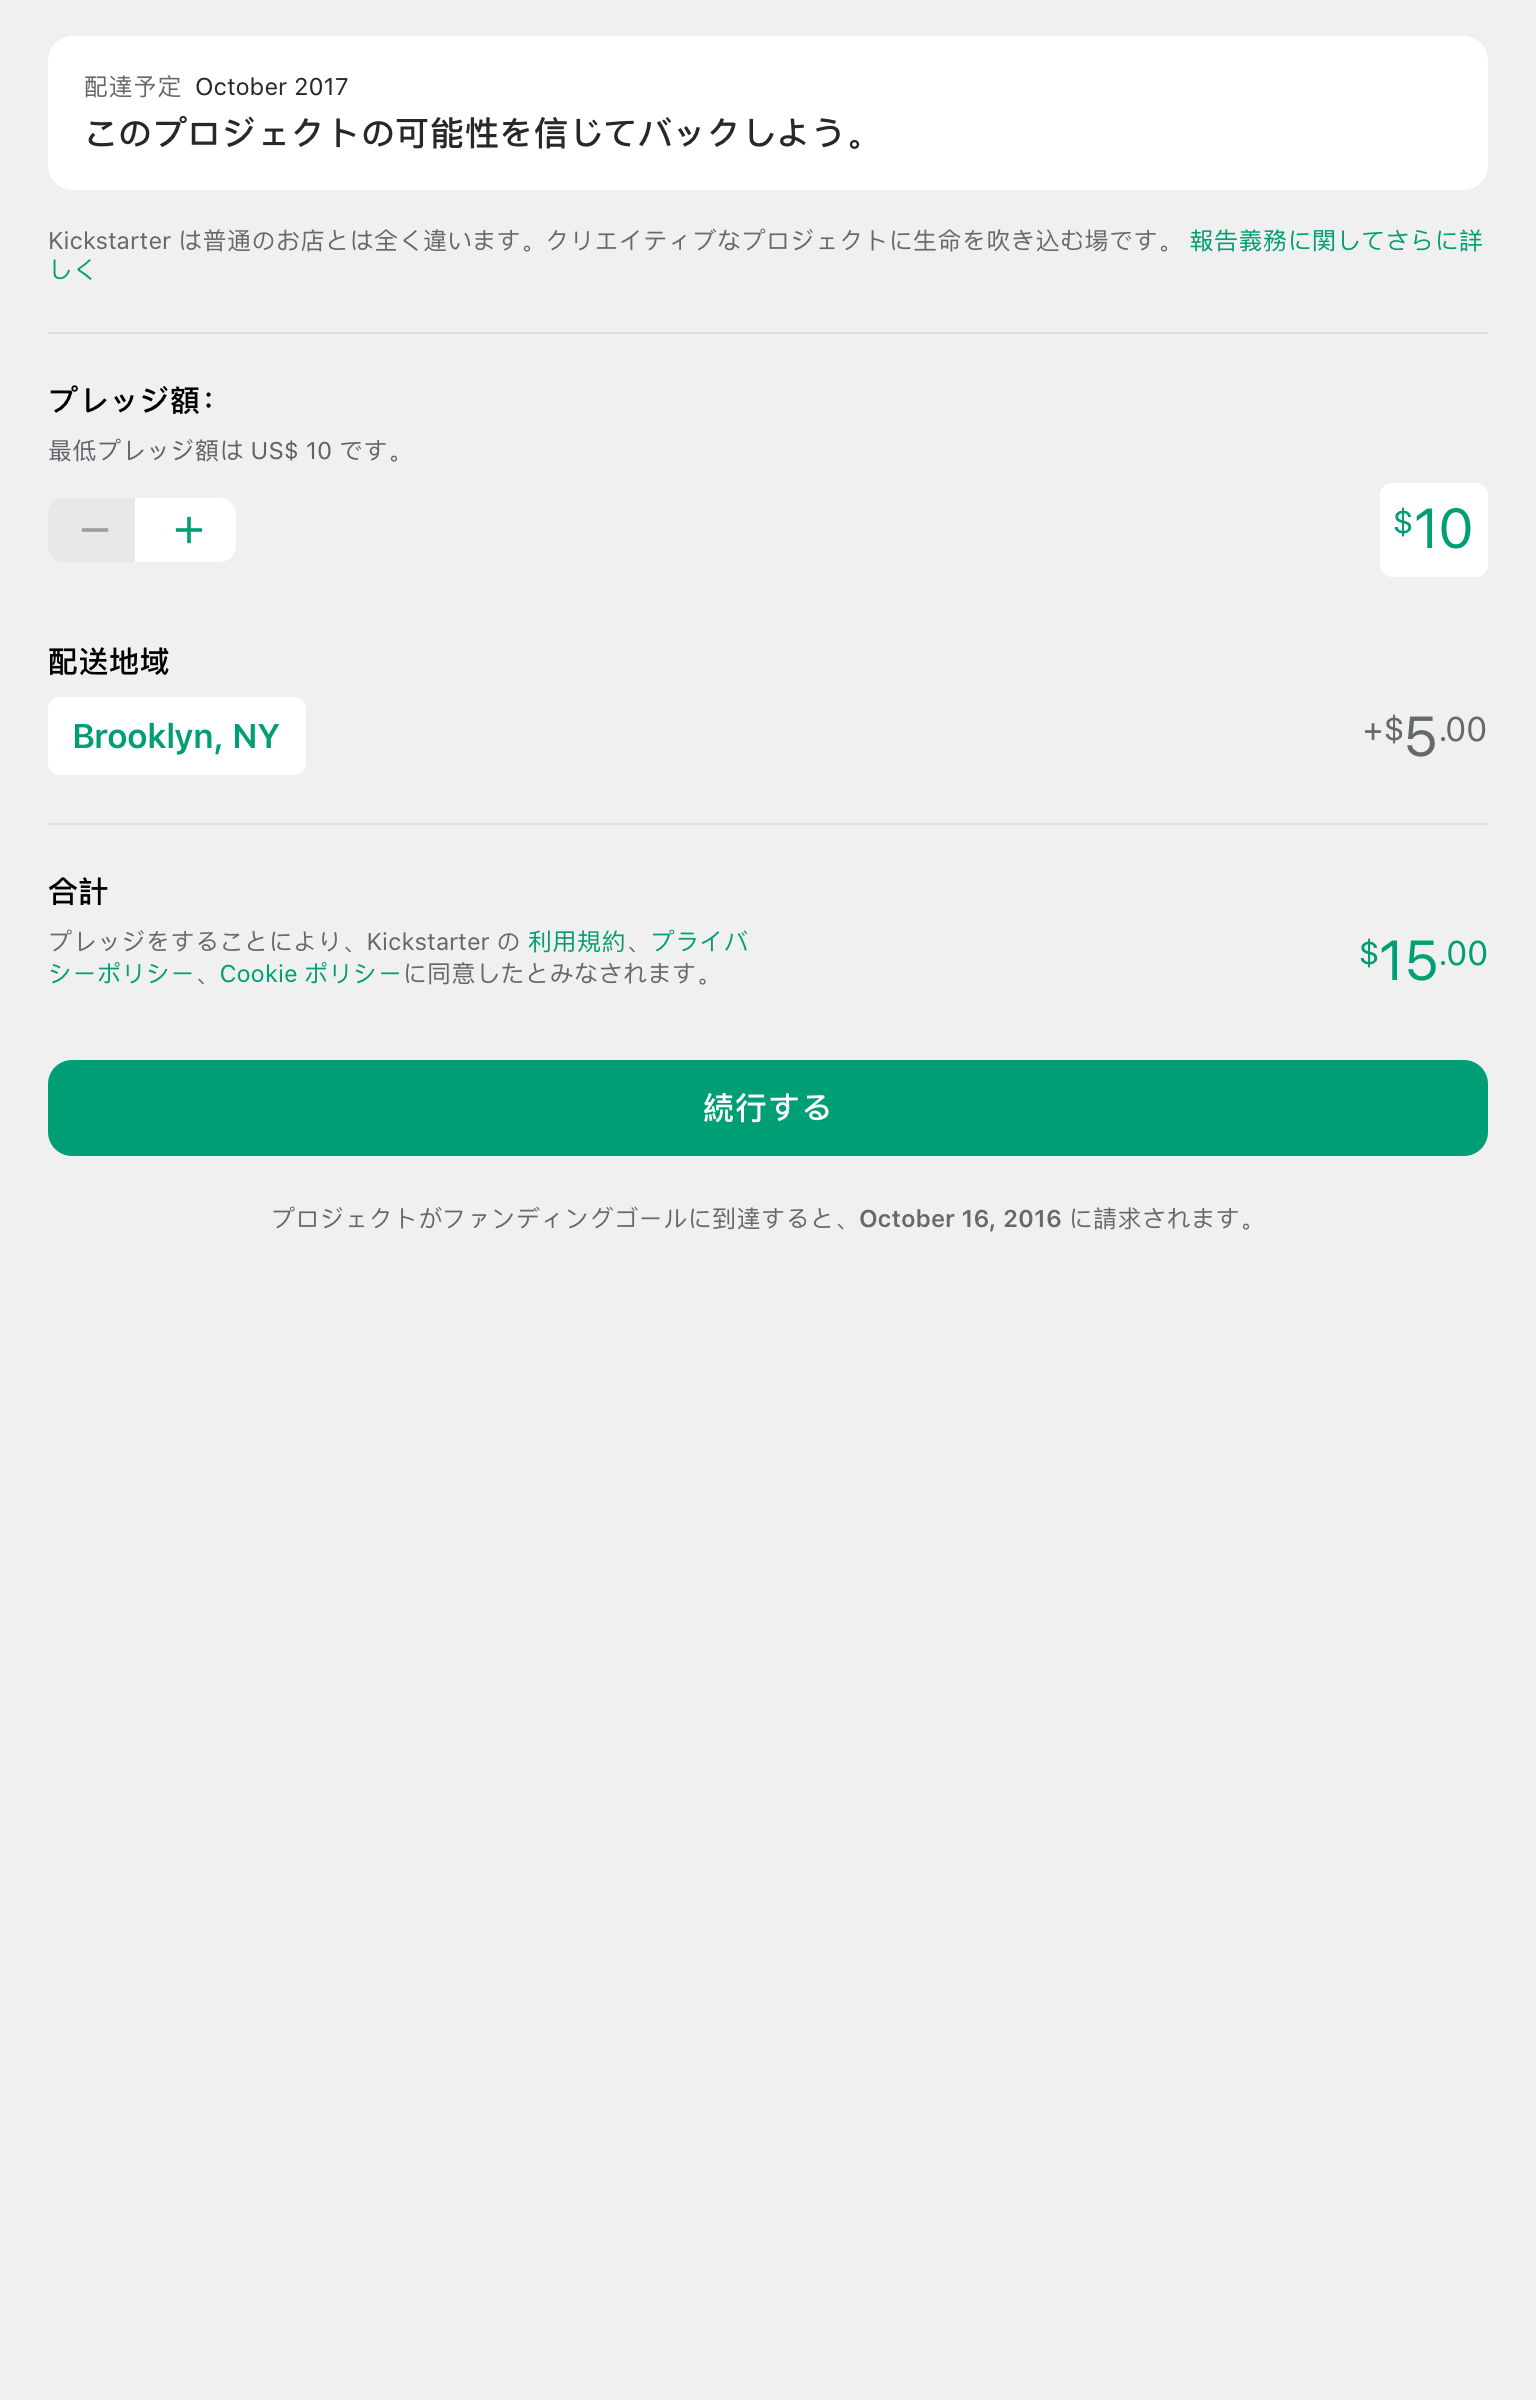 配達予定 October 2017
このプロジェクトの可能性を信じてバックしよう。
Kickstarter は普通のお店とは全く違います。クリエイティブなプロジェクトに生命を吹き込む場です。 報告義務に関してさらに詳
しく
プレッジ額：
最低プレッジ額は US$ 10 です。
− +
$10
配送地域
Brooklyn, NY
+$5.00
合計
プレッジをすることにより、Kickstarter の 利用規約、プライバ
シーポリシー、Cookie ポリシーに同意したとみなされます。
$15.00
続行する
プロジェクトがファンディングゴールに到達すると、October 16, 2016 に請求されます。